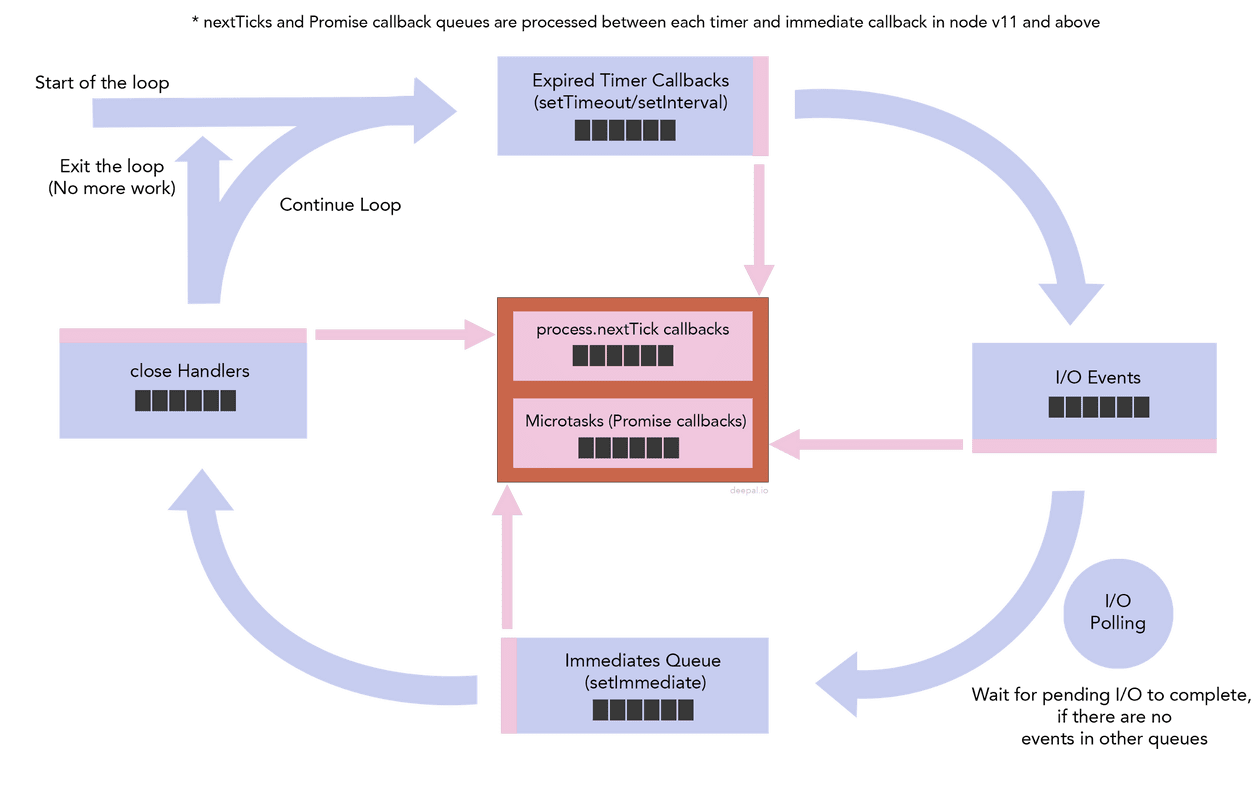 * nextTicks and Promise callback queues are processed between each timer and immediate callback in node v11 and above
Start of the loop
Expired Timer Callbacks
(setTimeout/setInterval)
Exit the loop
(No more work)
Continue Loop
process.nextTick callbacks
close Handlers
I/O Events
Microtasks (Promise callbacks)
deepal.io
I/O
Polling
Immediates Queue
(setImmediate)
Wait for pending I/O to complete,
if there are no
events in other queues